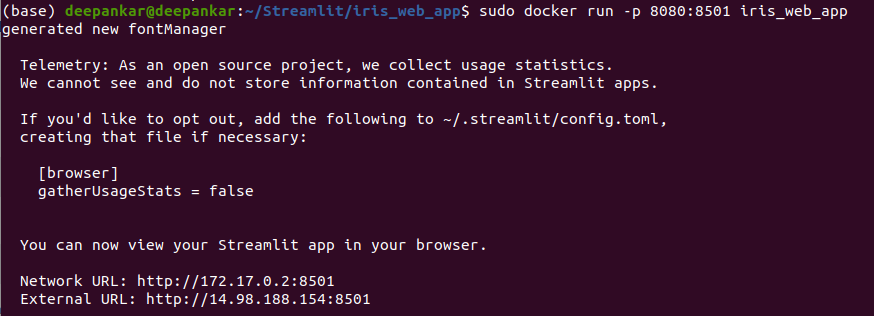 (base) deepankar@deepankar:~/Streamlit/iris_web_app$ sudo docker run -p 8080:8501 iris_web_app
generated new fontManager
Telemetry: As an open source project, we collect usage statistics.
We cannot see and do not store information contained in Streamlit apps.
If you'd like to opt out, add the following to ~/.streamlit/config.toml,
creating that file if necessary:
[browser]
gatherUsageStats = false
You can now view your Streamlit app in your browser.
Network URL: http://172.17.0.2:8501
External URL: http://14.98.188.154:8501